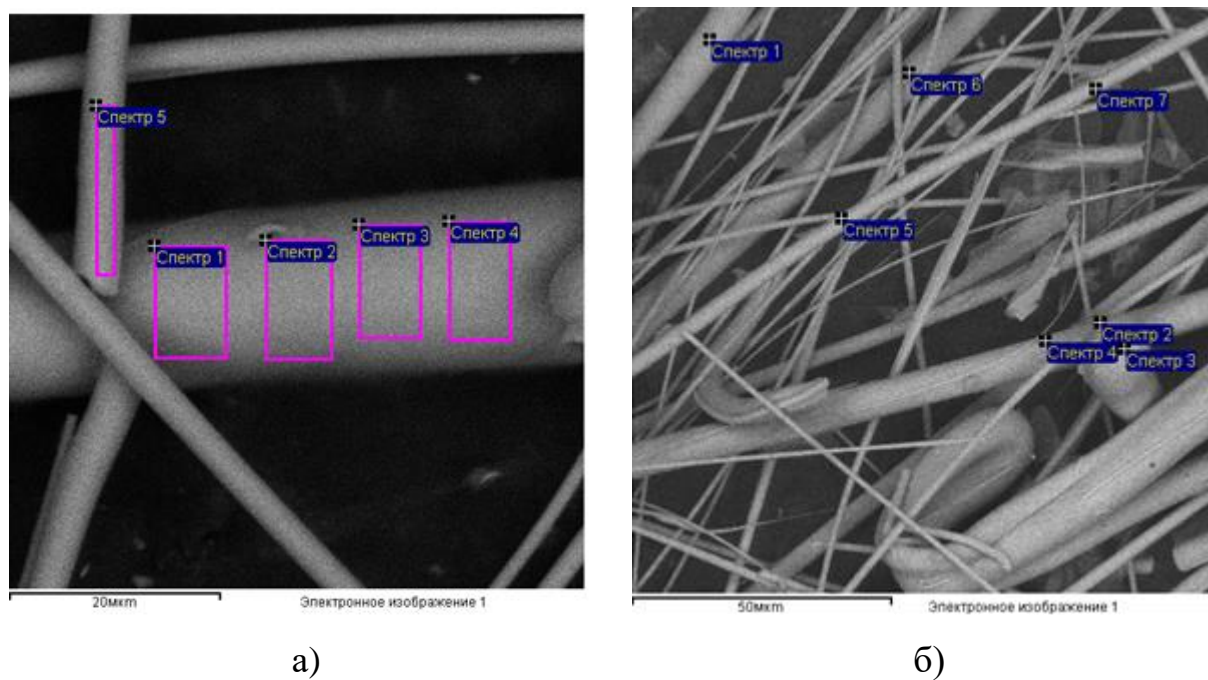 Спектр 5
Спектр 1
Спектр 2
Спектр 3
Спектр 4
20мкm
Электронное изображение 1
а)
Спектр 1
Спектр 6
Спектр 7
Спектр 5
Спектр 2
Спектр 4
Спектр 3
50мкm
Электронное изображение 1
б)